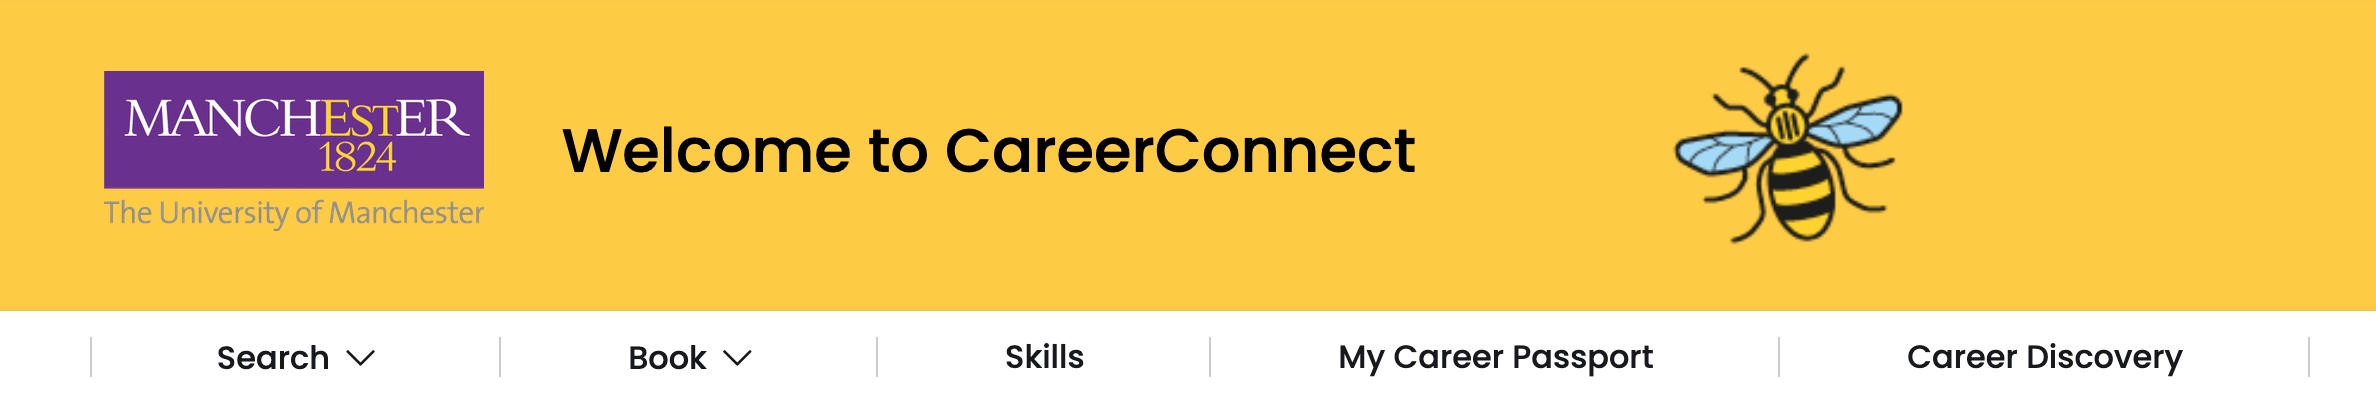 MANCHEsTER
1824
The University of Manchester
Welcome to CareerConnect
Search
Book
Skills
My Career Passport
Career Discovery